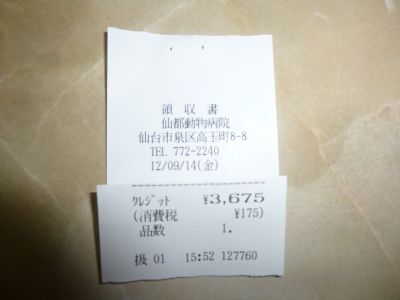 領 収 書
仙都動物病院
仙台市泉区高玉町8-8
TEL 772-2240
12/09/14(金)
ｸﾚｼﾞｯﾄ ¥3,675
(消費税 ¥175)
品数 1.
扱 01 15:52 127760